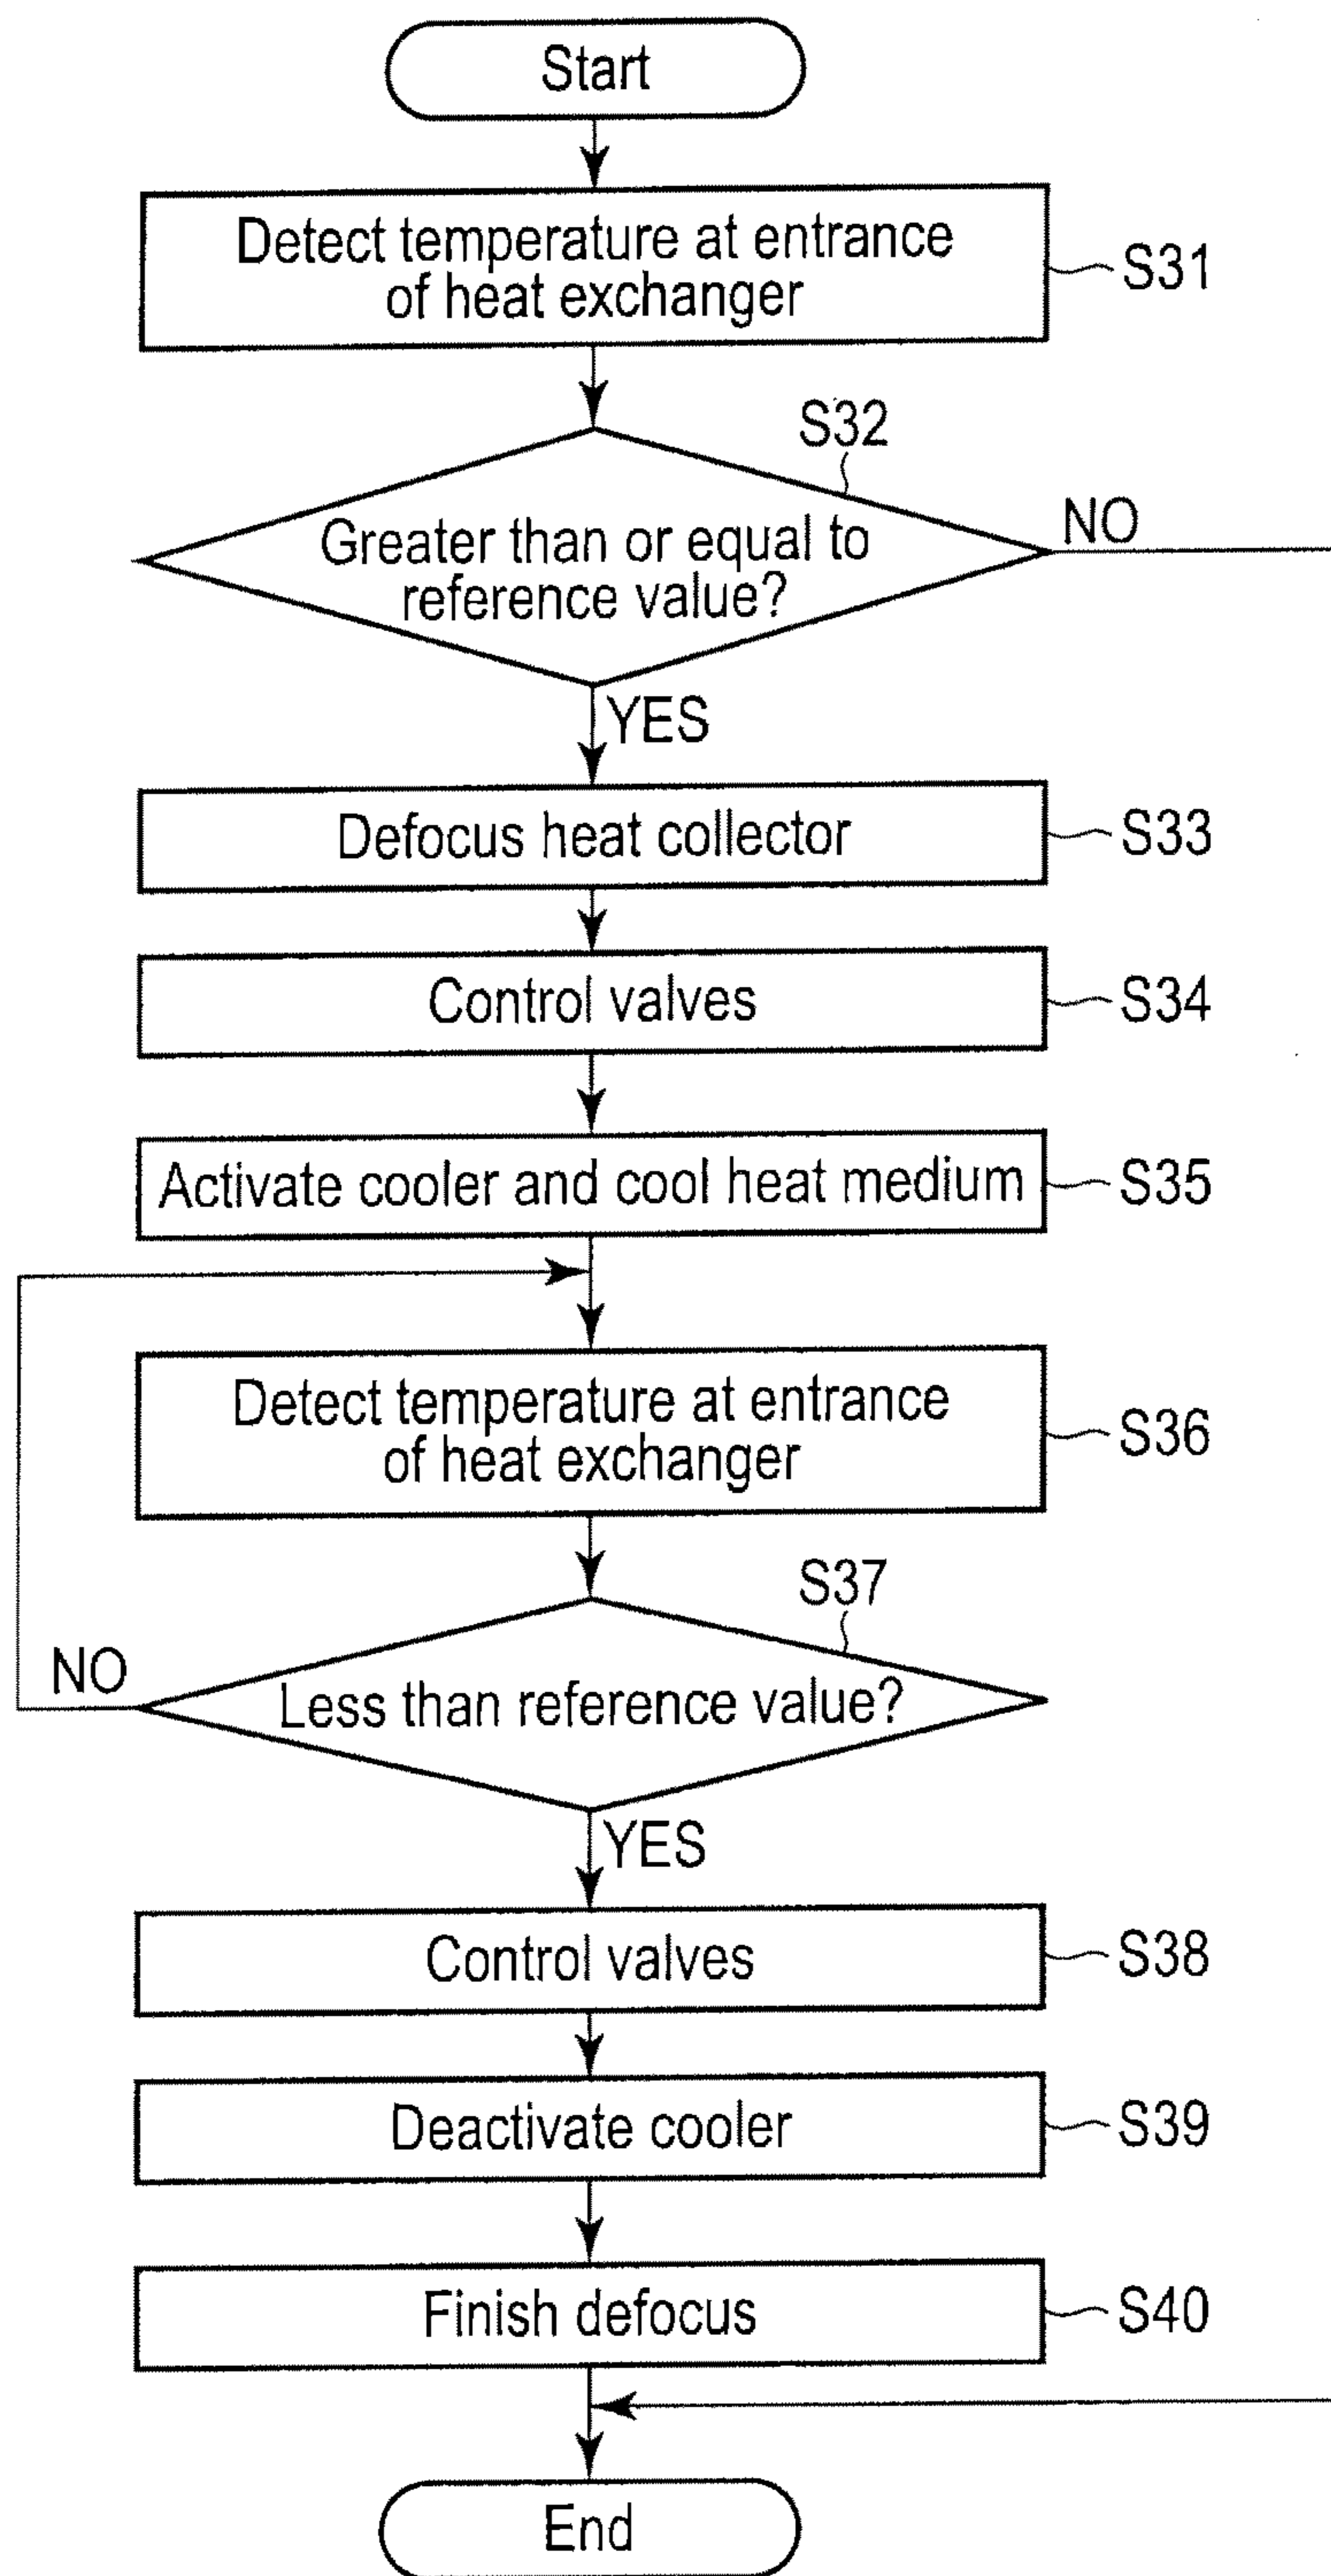 Start
Detect temperature at entrance
of heat exchanger
S31
S32
Greater than or equal to
reference value?
NO
YES
Defocus heat collector
S33
Control valves
S34
Activate cooler and cool heat medium
S35
Detect temperature at entrance
of heat exchanger
S36
S37
NO
Less than reference value?
YES
Control valves
S38
Deactivate cooler
S39
Finish defocus
S40
End